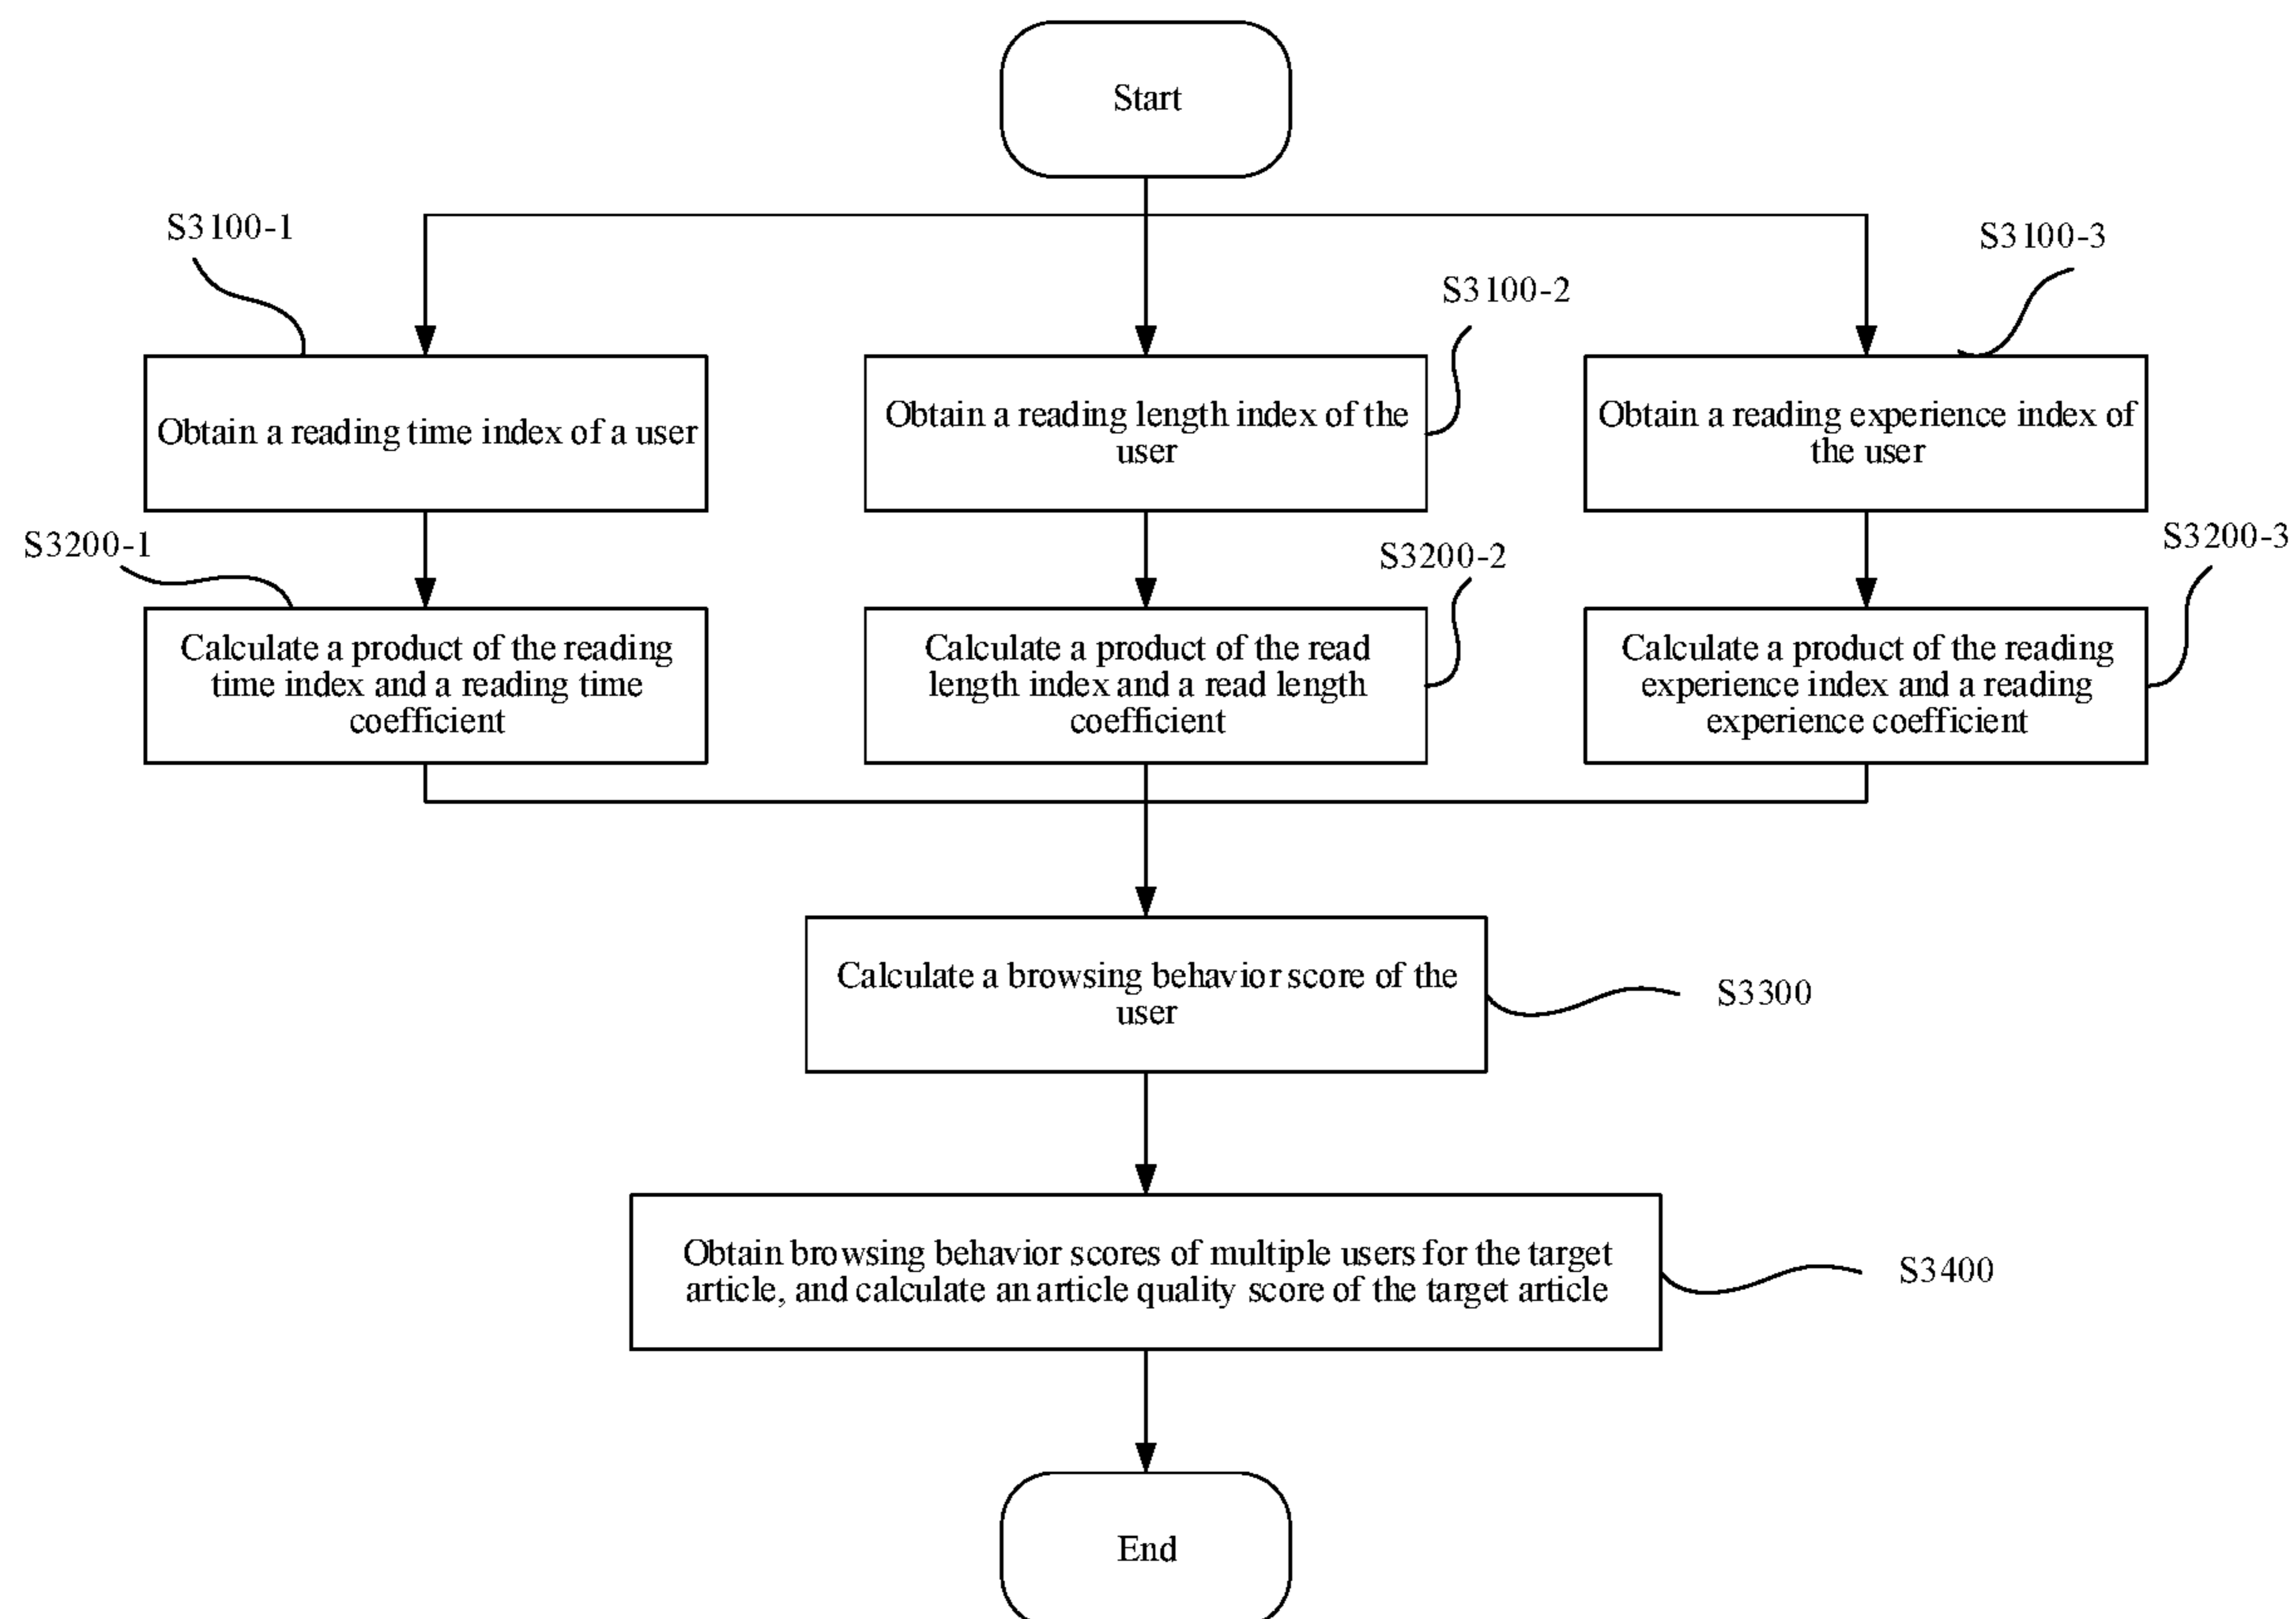 Start
S3100-1
S3100-3
S3100-2
Obtain a reading time index of a user
Obtain a reading length index of the
user
Obtain a reading experience index of
the user
S3200-1
S3200-2
S3200-3
Calculate a product of the reading
time index and a reading time
coefficient
Calculate a product of the read
length index and a read length
coefficient
Calculate a product of the reading
experience index and a reading
experience coefficient
Calculate a browsing behavior score of the
user
S3300
Obtain browsing behavior scores of multiple users for the target
article, and calculate an article quality score of the target article
S3400
End